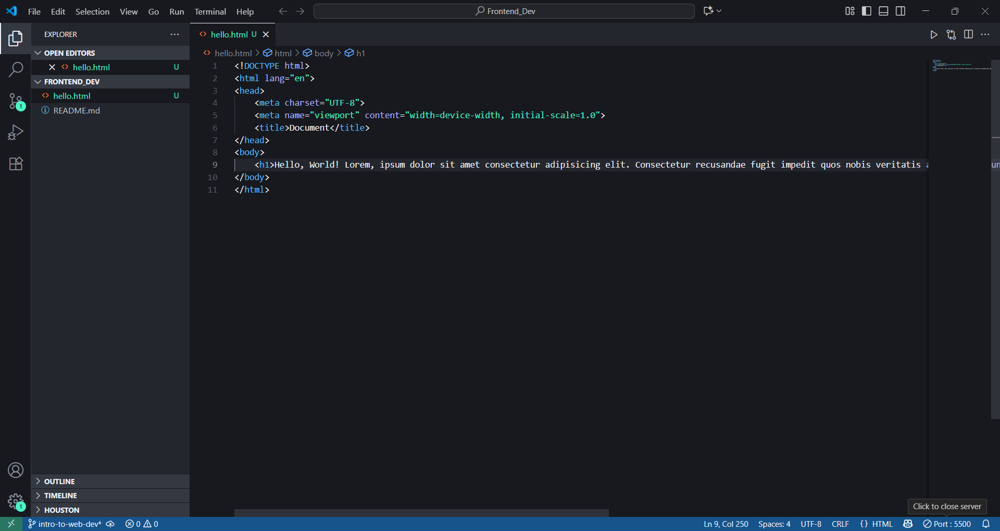 File Edit Selection View Go Run Terminal Help
Frontend_Dev
EXPLORER
OPEN EDITORS
hello.html U
FRONTEND_DEV
hello.html U
README.md
OUTLINE
TIMELINE
HOUSTON
hello.html U
hello.html > html > body > h1
1 <!DOCTYPE html>
2 <html lang="en">
3 <head>
4 <meta charset="UTF-8">
5 <meta name="viewport" content="width=device-width, initial-scale=1.0">
6 <title>Document</title>
7 </head>
8 <body>
9 <h1>Hello, World! Lorem, ipsum dolor sit amet consectetur adipisicing elit. Consectetur recusandae fugit impedit quos nobis veritatis
10 </body>
11 </html>
Click to close server
1
1
intro-to-web-dev* 0 0
Ln 9, Col 250 Spaces: 4 UTF-8 CRLF {} HTML Port : 5500